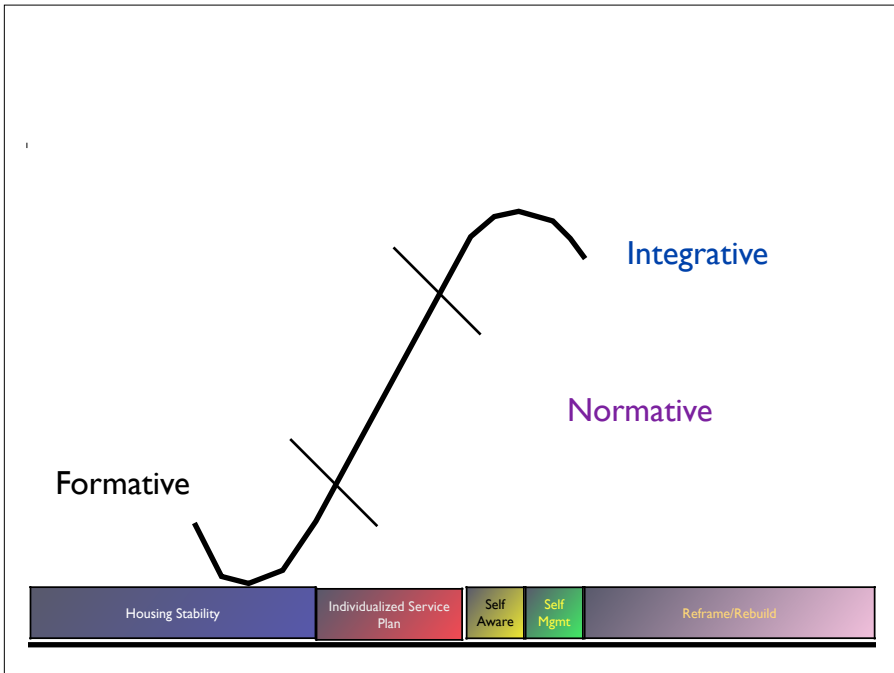 Integrative
Normative
Formative
Housing Stability
Individualized Service
Plan
Self
Aware
Self
Mgmt
Reframe/Rebuild